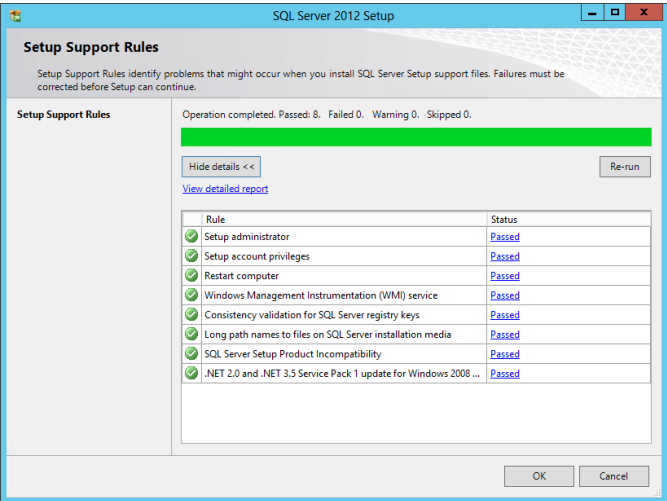 SQL Server 2012 Setup
Setup Support Rules
Setup Support Rules identify problems that might occur when you install SQL Server Setup support files. Failures must be
corrected before Setup can continue.
Setup Support Rules
Operation completed. Passed: 8. Failed 0. Warning 0. Skipped 0.
Hide details <<
Re-run
View detailed report
Rule Status
Setup administrator Passed
Setup account privileges Passed
Restart computer Passed
Windows Management Instrumentation (WMI) service Passed
Consistency validation for SQL Server registry keys Passed
Long path names to files on SQL Server installation media Passed
SQL Server Setup Product Incompatibility Passed
.NET 2.0 and .NET 3.5 Service Pack 1 update for Windows 2008 ... Passed
OK Cancel